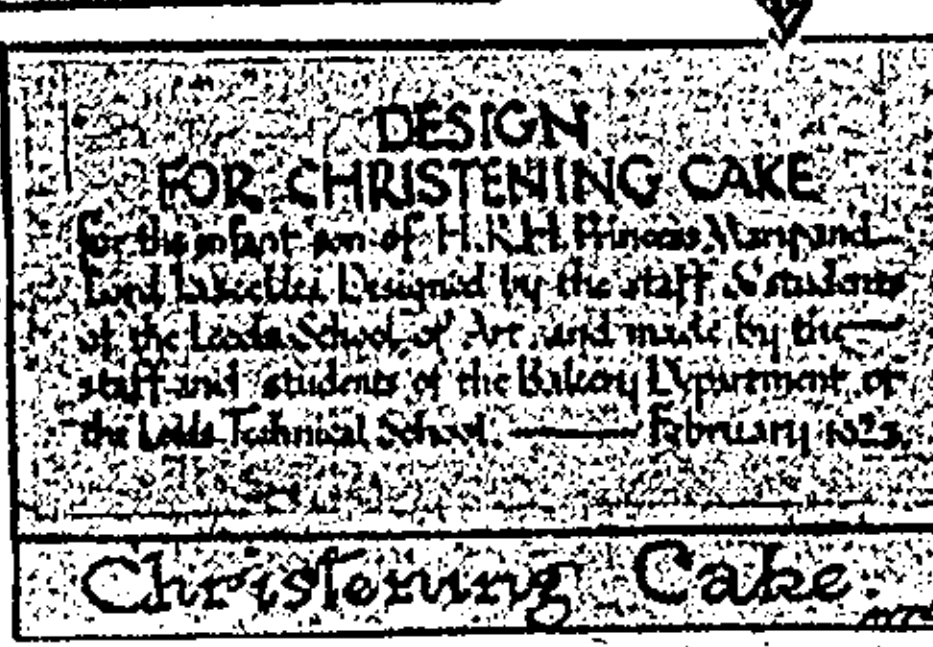 DESIGN
FOR CHRISTENING CAKE
for the infant son of H.R.H. Princess Mary and
Lord Lascelles Designed by the staff & students
of the Leeds School of Art, and made by the
staff and students of the Bakery Department of
the Leeds Technical School. — February 1923.
Christening Cake.